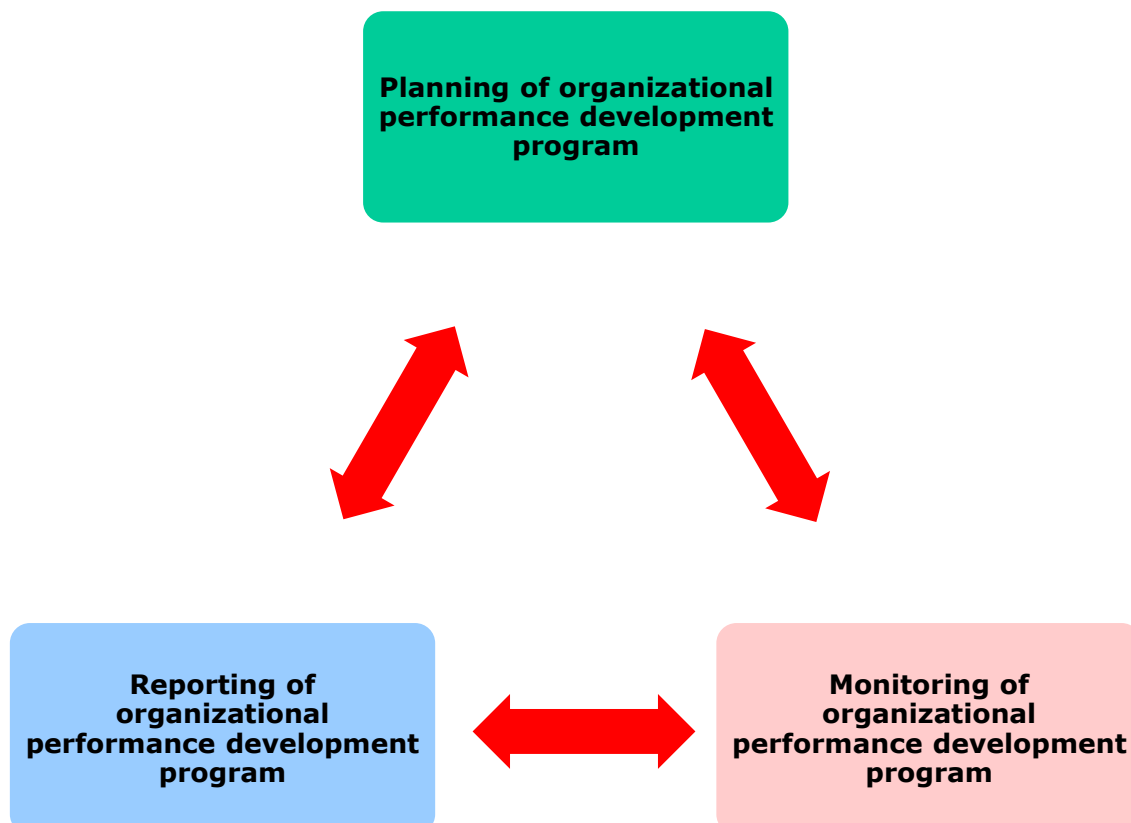 Planning of organizational
performance development
program
Reporting of
organizational
performance development
program
Monitoring of
organizational
performance development
program